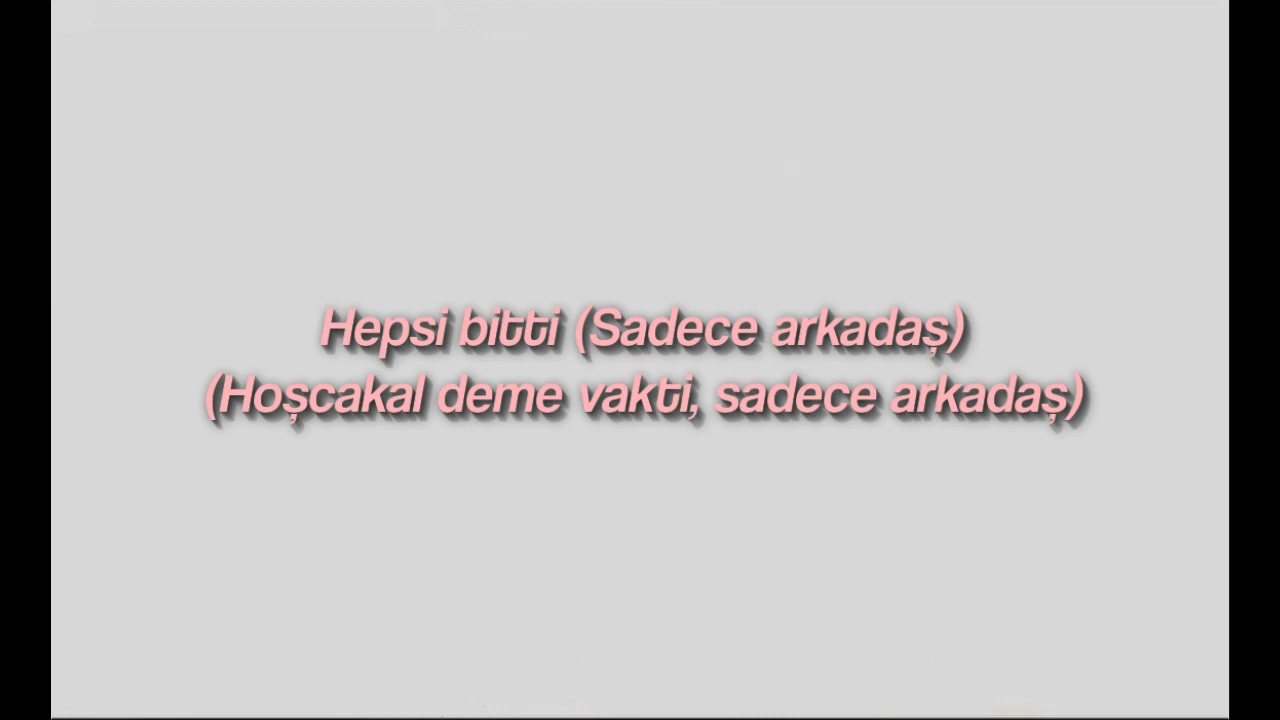 Hepsi bitti (Sadece arkadaş)
(Hoşcakal deme vakti, sadece arkadaş)